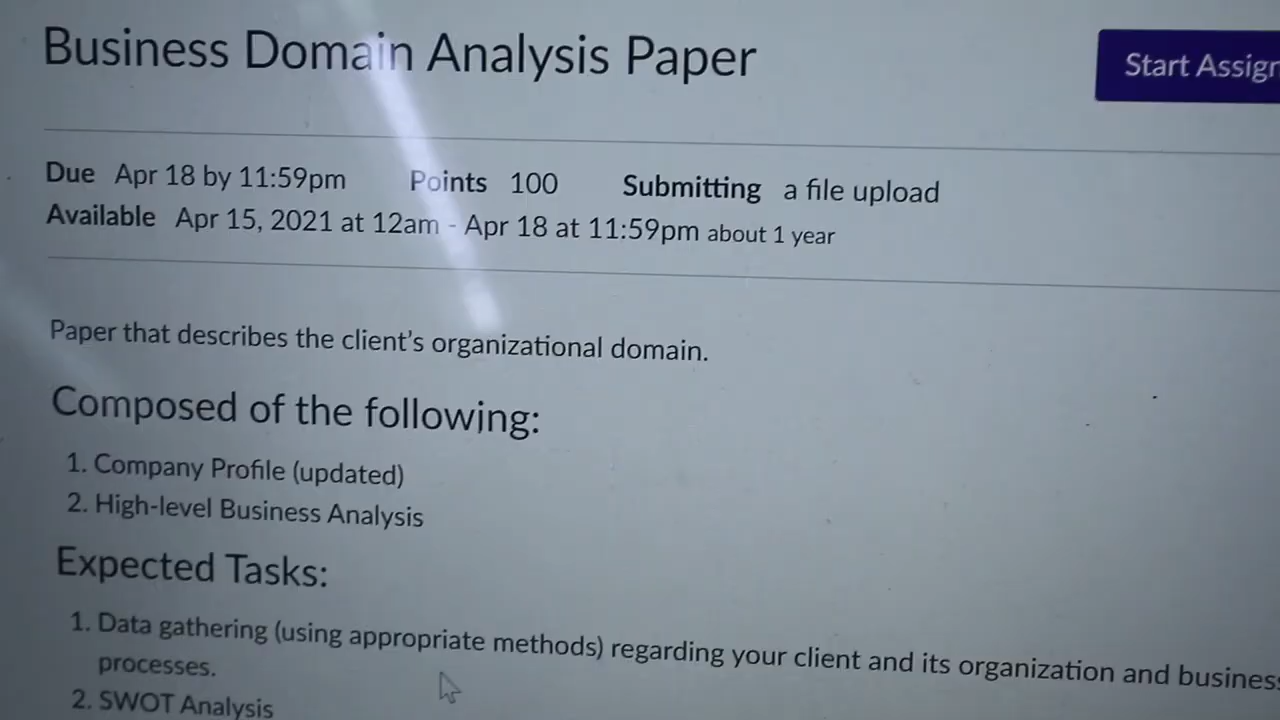 Business Domain Analysis Paper
Start
Due Apr 18 by 11:59pm Points 100 Submitting a file upload
Available Apr 15, 2021 at 12am - Apr 18 at 11:59pm about 1 year
Paper that describes the client's organizational domain.
Composed of the following:
1. Company Profile (updated)
2. High-level Business Analysis
Expected Tasks:
1. Data gathering (using appropriate methods) regarding your client and its organization and business
processes.
2. SWOT Analysis